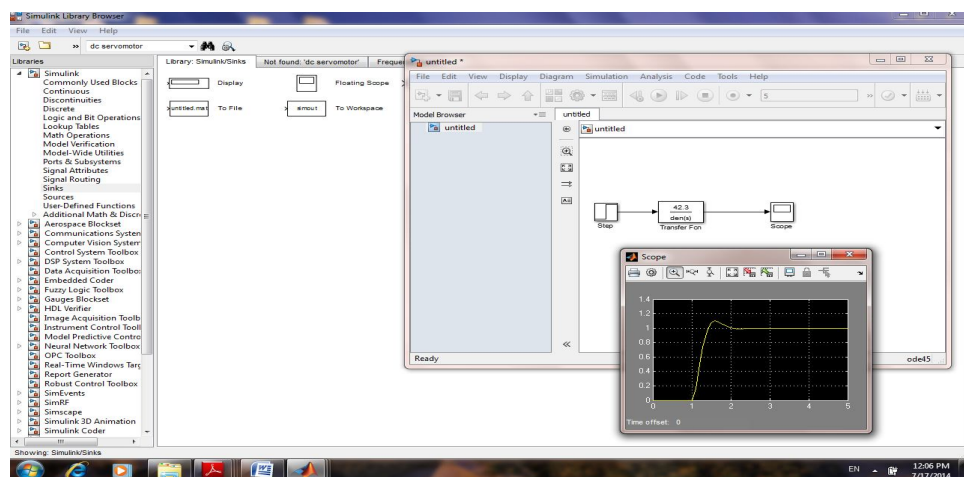 Simulink Library Browser
File Edit View Help
» dc servomotor
Libraries
Simulink
Commonly Used Blocks
Continuous
Discontinuities
Discrete
Logic and Bit Operations
Lookup Tables
Math Operations
Model Verification
Model-Wide Utilities
Ports & Subsystems
Signal Attributes
Signal Routing
Sinks
Sources
User-Defined Functions
Additional Math & Discre
Aerospace Blockset
Communications System
Computer Vision System
Control System Toolbox
DSP System Toolbox
Data Acquisition Toolbo
Embedded Coder
Fuzzy Logic Toolbox
Gauges Blockset
HDL Verifier
Image Acquisition Toolb
Instrument Control Tooll
Model Predictive Contro
Neural Network Toolbox
OPC Toolbox
Real-Time Windows Targ
Report Generator
Robust Control Toolbox
SimEvents
SimRF
Simscape
Simulink 3D Animation
Simulink Coder
Showing: Simulink/Sinks
Library: Simulink/Sinks Not found: 'dc servomotor' Freque
Display Floating Scope
untitled.mat To File simout To Workspace
untitled *
File Edit View Display Diagram Simulation Analysis Code Tools Help
5 »
Model Browser untitled
untitled untitled
42.3
den(s)
Step Transfer Fcn Scope
Ready ode45
Scope
1.4
1.2
1
0.8
0.6
0.4
0.2
0
0 1 2 3 4 5
Time offset: 0
EN 12:06 PM
7/17/2014